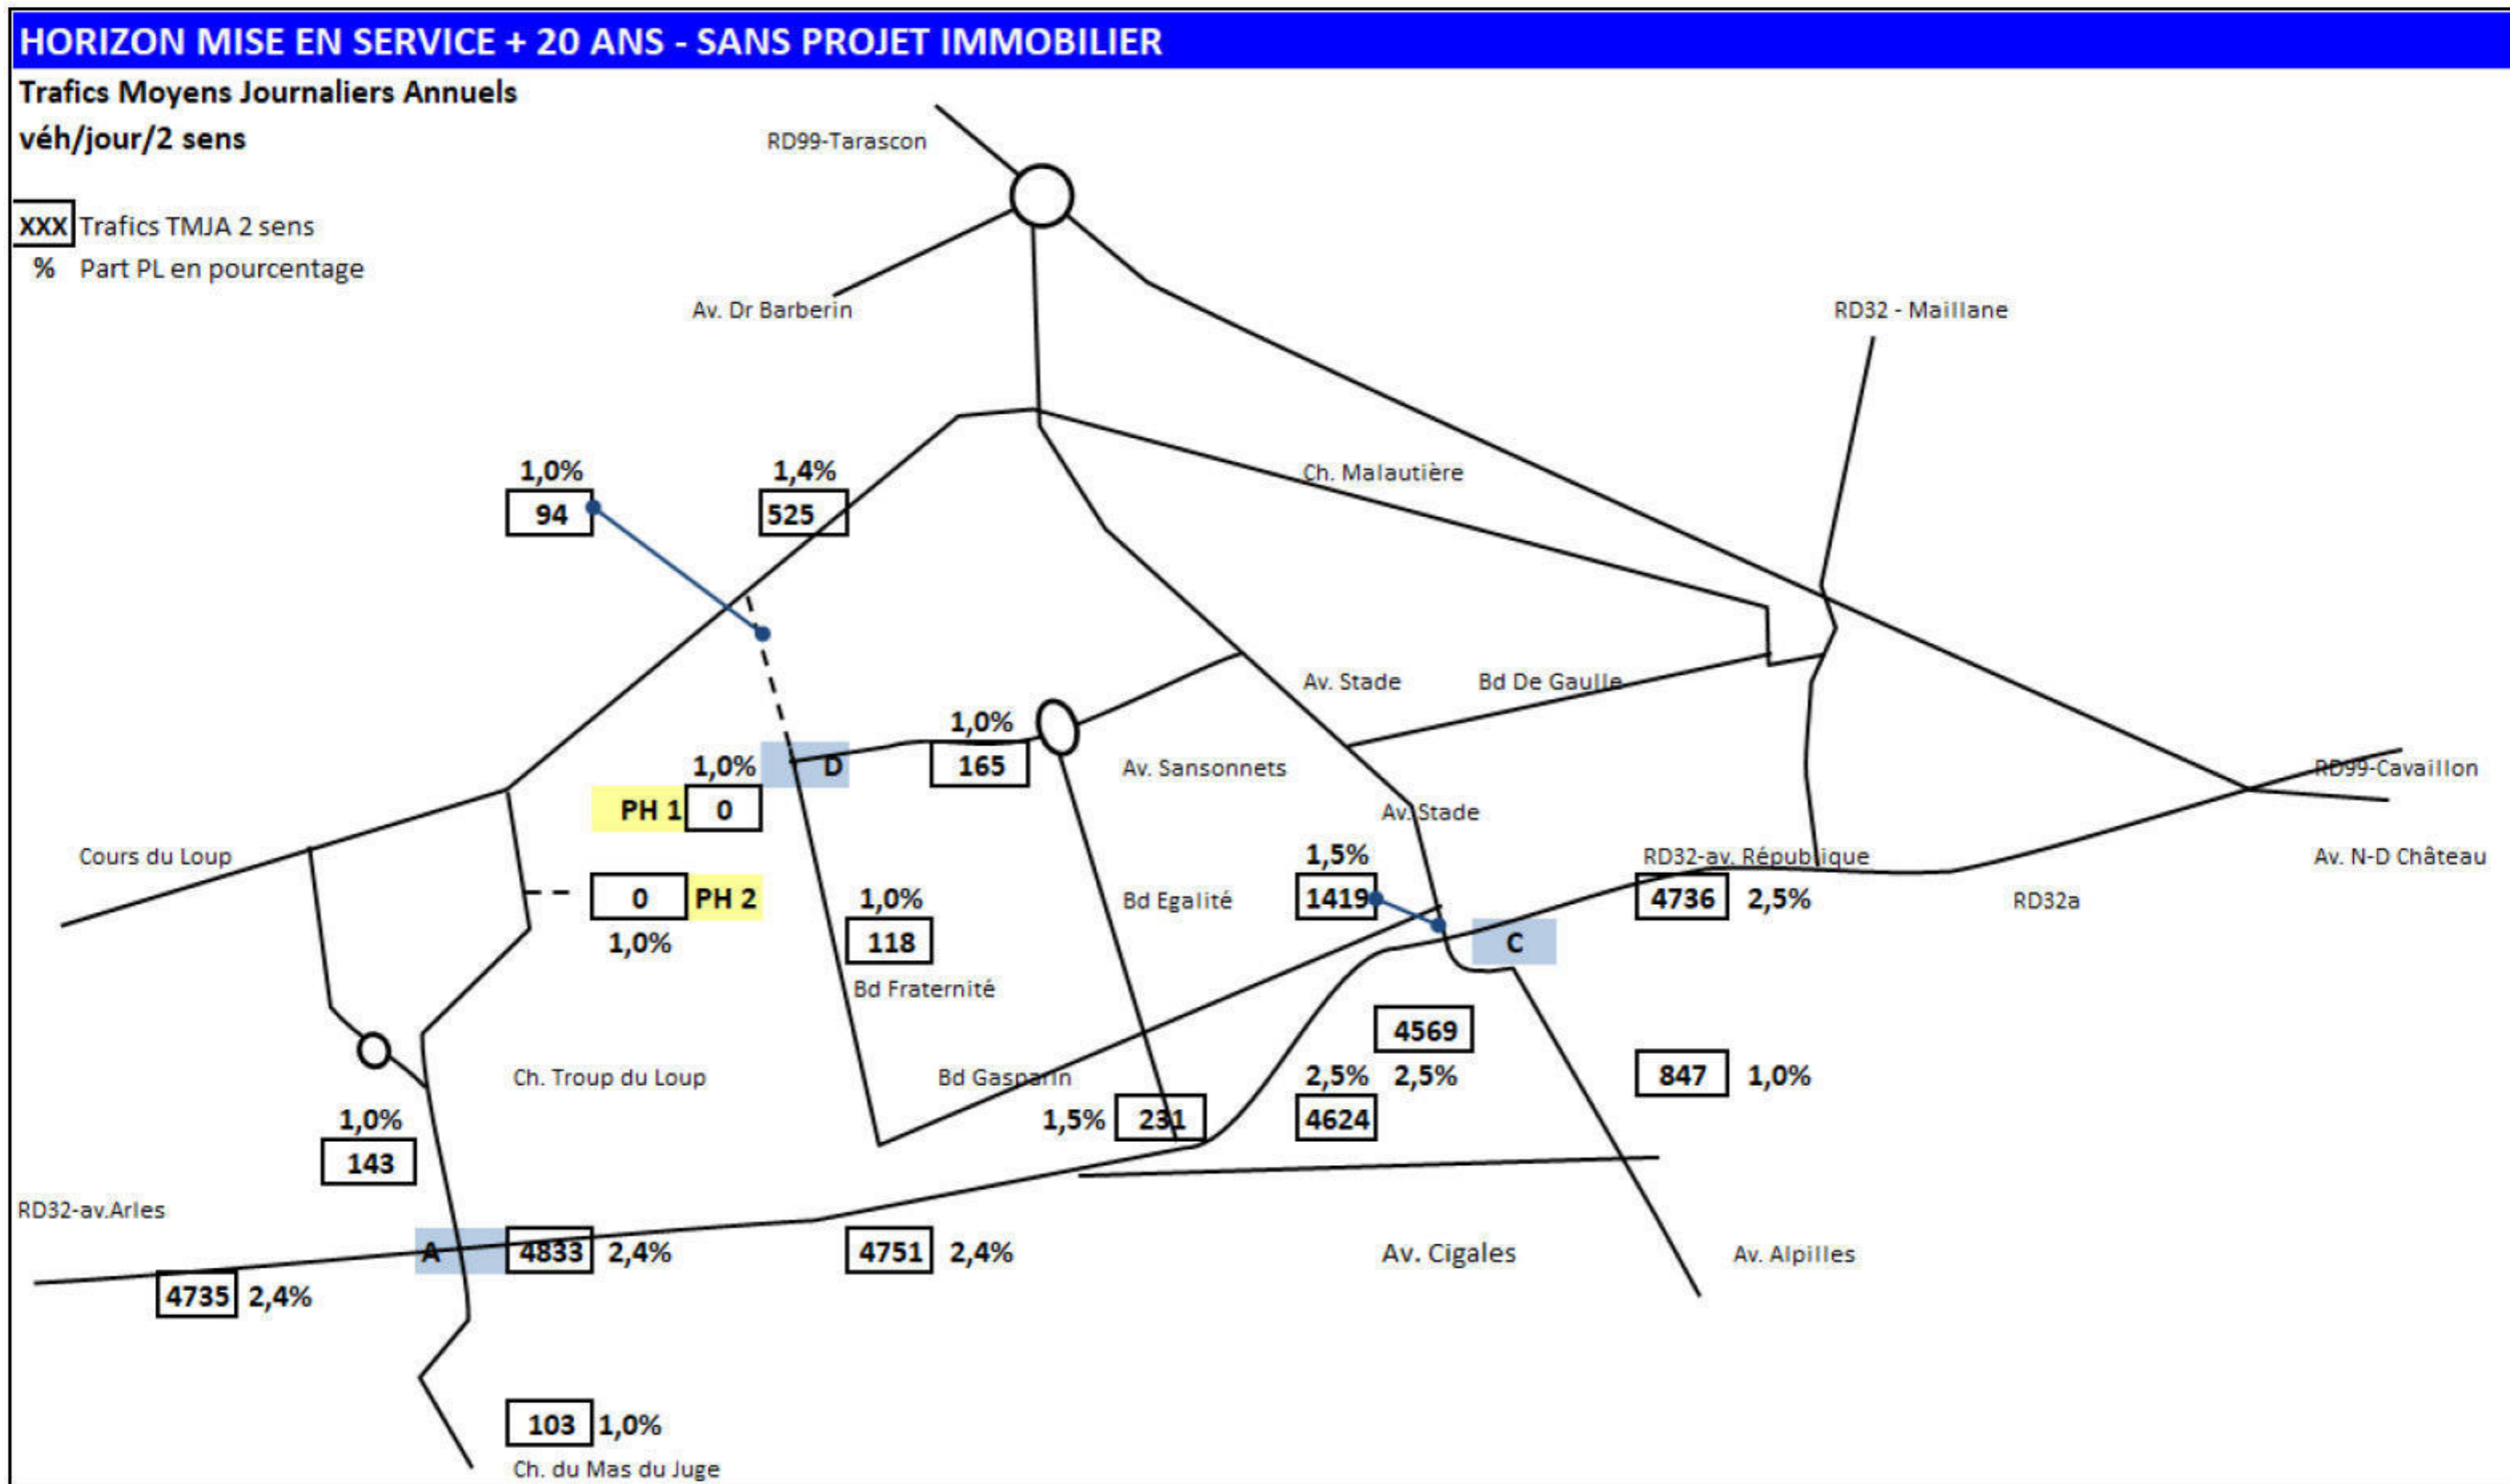 HORIZON MISE EN SERVICE + 20 ANS - SANS PROJET IMMOBILIER
Trafics Moyens Journaliers Annuels
véh/jour/2 sens
RD99-Tarascon
XXX Trafics TMJA 2 sens
% Part PL en pourcentage
Av. Dr Barberin
RD32 - Maillane
1,0%
1,4%
Ch. Malautière
94
525
Av. Stade
Bd De Gaulle
1,0%
1,0%
D
165
Av. Sansonnets
RD99-Cavaillon
PH 1
0
Av. Stade
Cours du Loup
1,5%
RD32-av. République
Av. N-D Château
0
PH 2
1,0%
Bd Egalité
1419
4736
2,5%
RD32a
1,0%
118
C
Bd Fraternité
4569
Ch. Troup du Loup
Bd Gasparin
2,5%
2,5%
847
1,0%
1,0%
1,5%
231
4624
143
RD32-av.Arles
A
4833
2,4%
4751
2,4%
Av. Cigales
Av. Alpilles
4735
2,4%
103
1,0%
Ch. du Mas du Juge